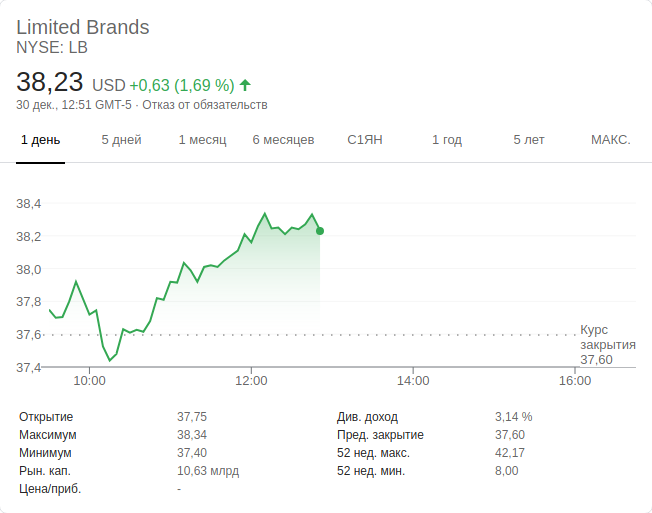 Limited Brands
NYSE: LB
38,23 USD +0,63 (1,69 %)
30 дек., 12:51 GMT-5 · Отказ от обязательств
1 день 5 дней 1 месяц 6 месяцев С1ЯН 1 год 5 лет МАКС.
38,4
38,2
38,0
37,8
37,6
37,4
Курс
закрытия
37,60
10:00 12:00 14:00 16:00
Открытие 37,75 Див. доход 3,14 %
Максимум 38,34 Пред. закрытие 37,60
Минимум 37,40 52 нед. макс. 42,17
Рын. кап. 10,63 млрд 52 нед. мин. 8,00
Цена/приб. -